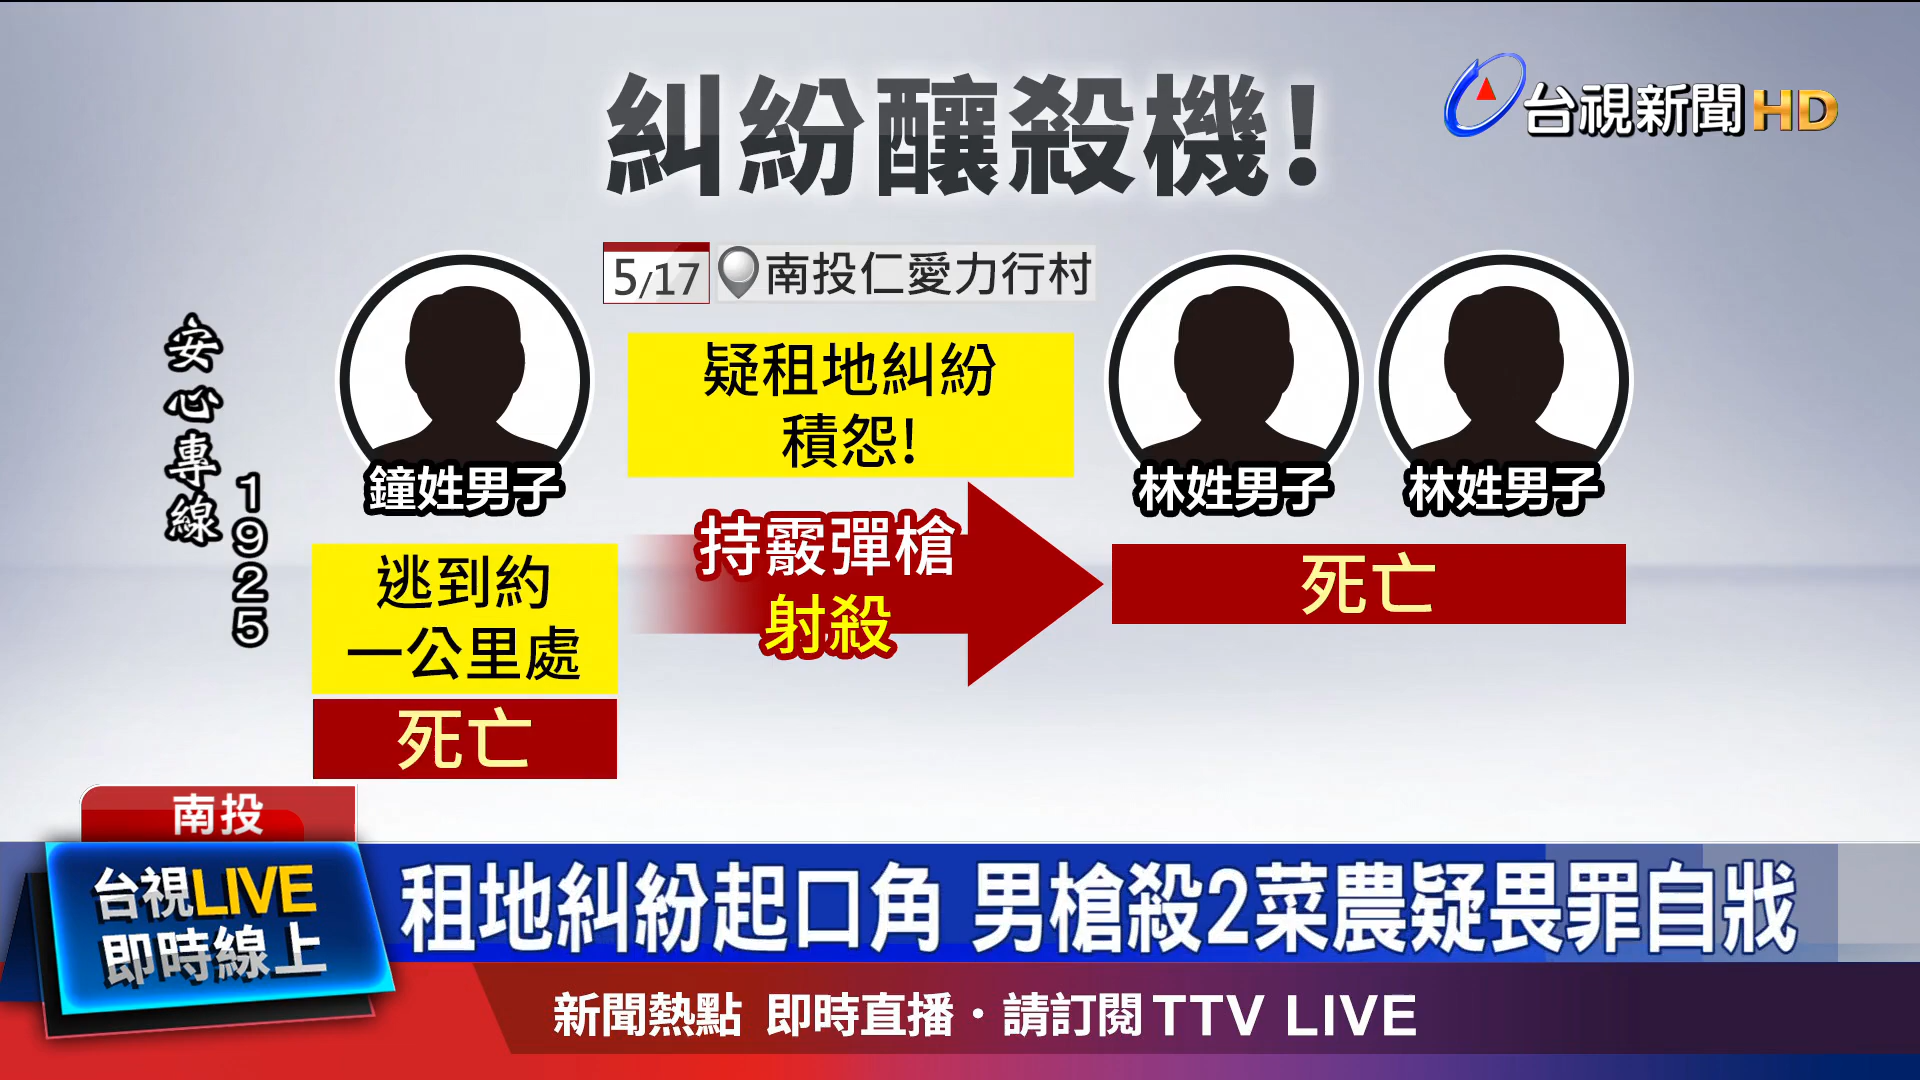 糾紛釀殺機!
台視新聞HD
5/17 南投仁愛力行村
安心專線
1925
疑租地糾紛
積怨!
鐘姓男子
林姓男子
林姓男子
持霰彈槍
射殺
逃到約
一公里處
死亡
死亡
南投
台視LIVE
即時線上
租地糾紛起口角 男槍殺2菜農疑畏罪自戕
新聞熱點 即時直播・請訂閱TTV LIVE